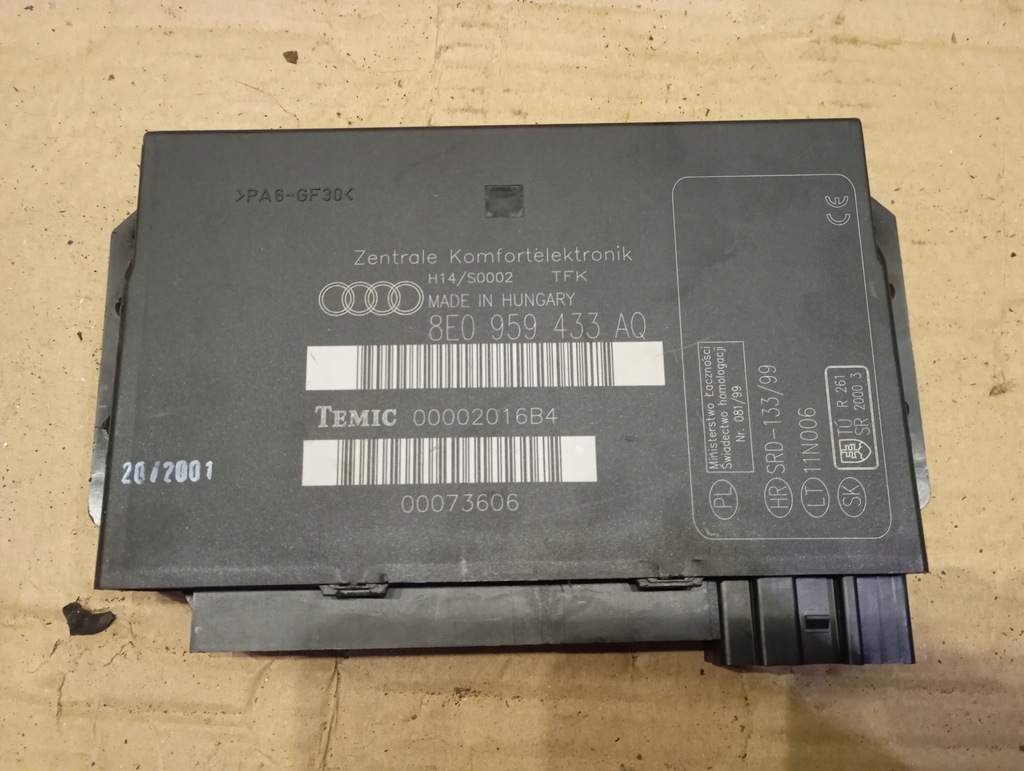 >PA6-GF30<
Zentrale Komfortelektronik
H14/S0002 TFK
MADE IN HUNGARY
8E0 959 433 AQ
TEMIC 00002016B4
00073606
20/2001
CE
PL Ministerstwo Łączności
Świadectwo homologacji
Nr. 081/99
HR SRD-133/99
LT 11N006
SK TÚ R 261
SR 2000 3